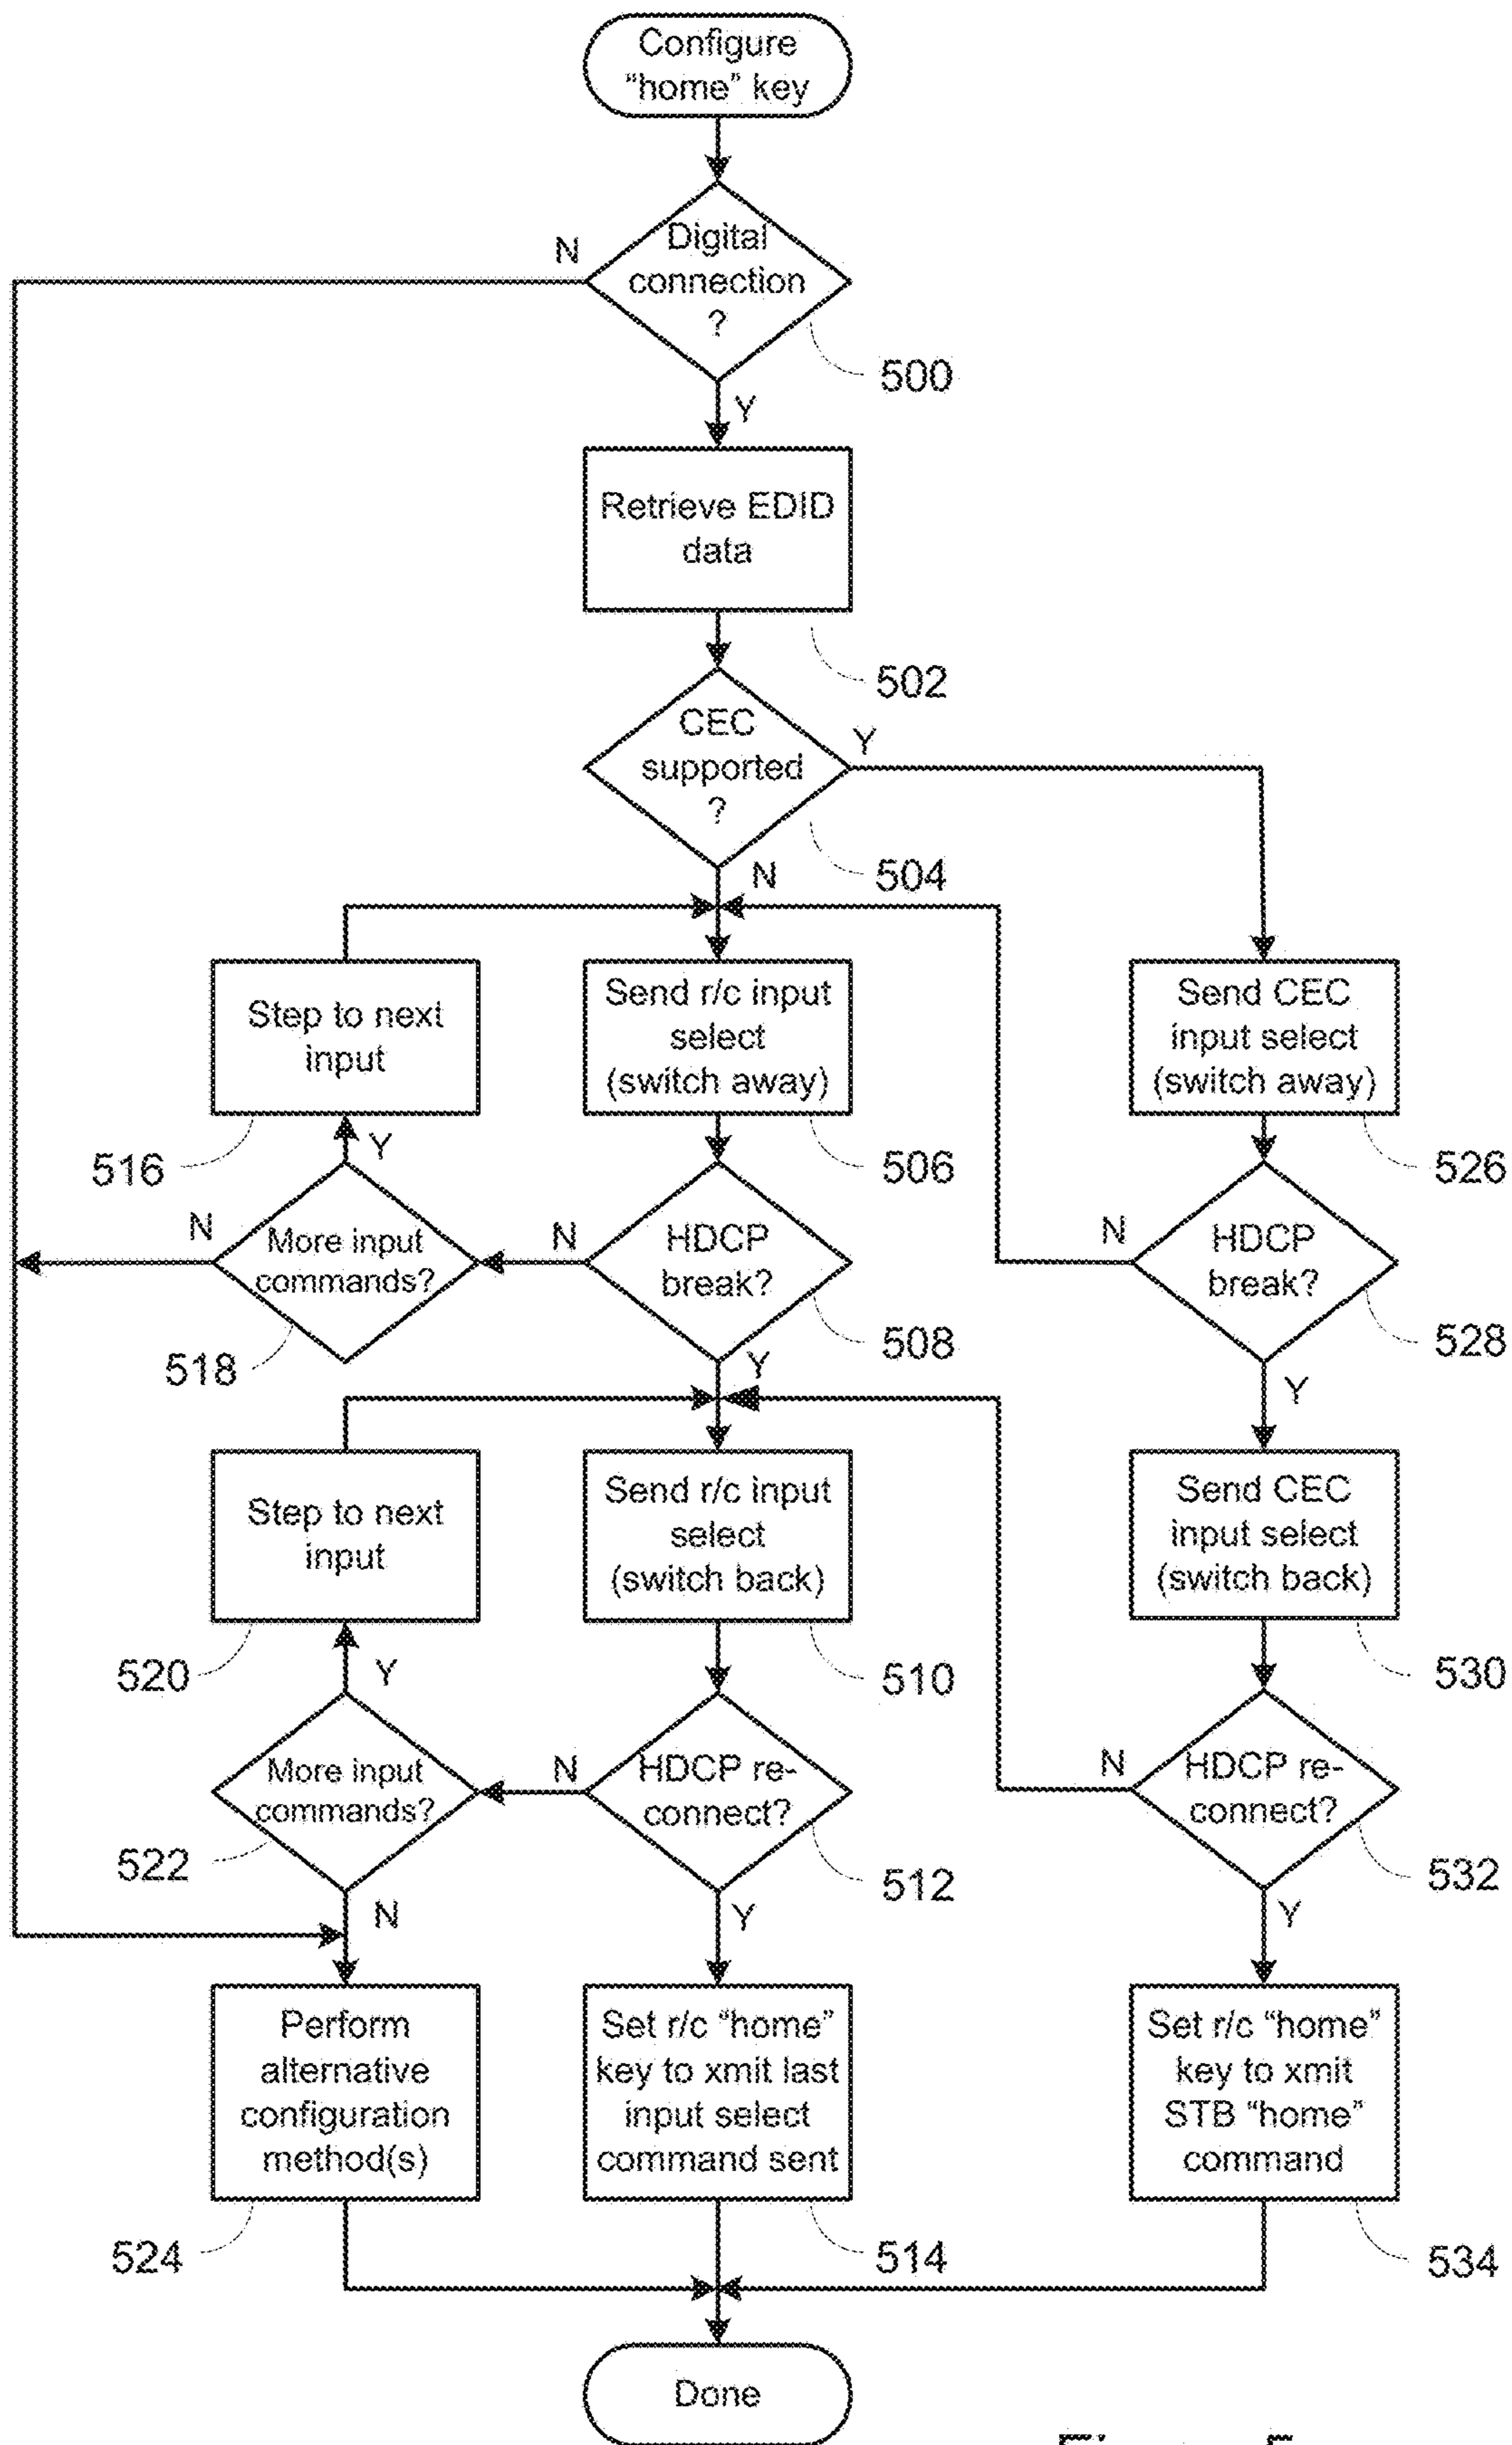 Configure
“home” key
Digital
connection
?
N
500
Y
Retrieve EDID
data
502
CEC
supported
?
Y
504
N
Step to next
input
516
Send r/c input
select
(switch away)
506
Send CEC
input select
(switch away)
526
Y
N
More input
commands?
518
N
HDCP
break?
508
N
HDCP
break?
528
Y
Y
Step to next
input
520
Send r/c input
select
(switch back)
510
Send CEC
input select
(switch back)
530
Y
More input
commands?
522
N
HDCP re-
connect?
512
N
HDCP re-
connect?
532
N
Y
Y
Perform
alternative
configuration
method(s)
524
Set r/c “home”
key to xmit last
input select
command sent
514
Set r/c “home”
key to xmit
STB “home”
command
534
Done